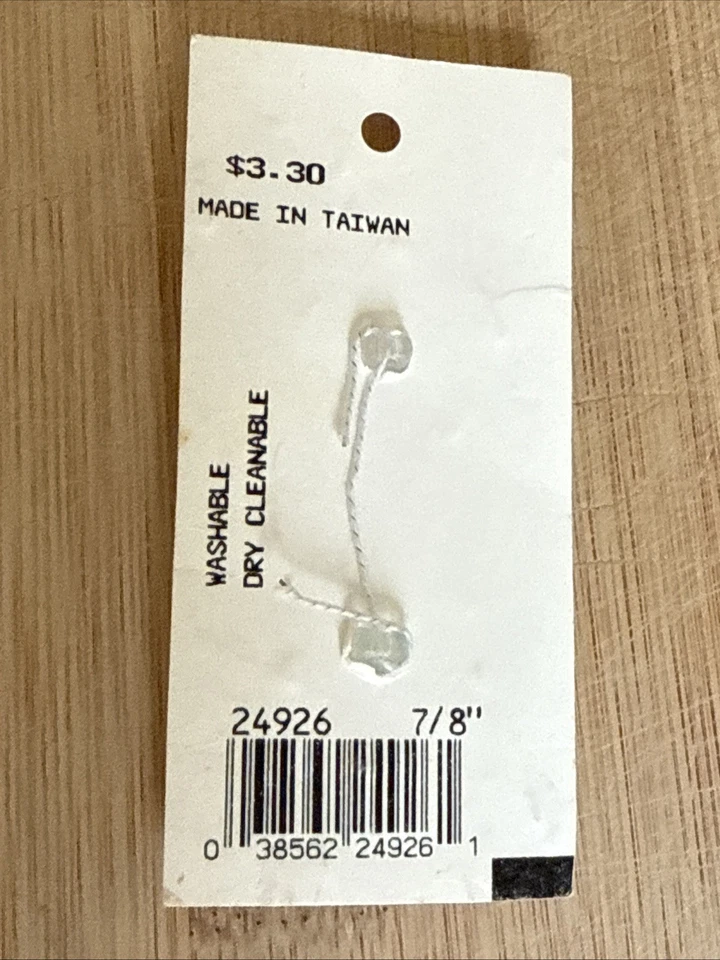 $3.30
MADE IN TAIWAN
WASHABLE
DRY CLEANABLE
24926 7/8"
0 38562 24926 1